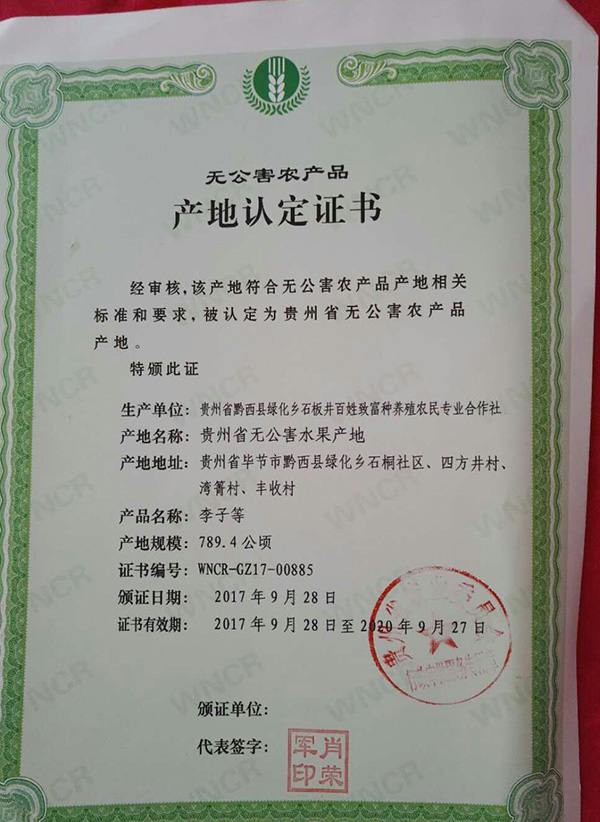 无公害农产品
产地认定证书
经审核,该产地符合无公害农产品产地相关
标准和要求,被认定为贵州省无公害农产品
产地。
特颁此证
生产单位：贵州省黔西县绿化乡石板井百姓致富种养殖农民专业合作社
产地名称：贵州省无公害水果产地
产地地址：贵州省毕节市黔西县绿化乡石桐社区、四方井村、
湾箐村、丰收村
产品名称：李子等
产地规模：789.4公顷
证书编号：WNCR-GZ17-00885
颁证日期： 2017年9月28日
证书有效期： 2017年9月28日至2020年9月27日
颁证单位：
代表签字：
肖荣
军印
WNCR